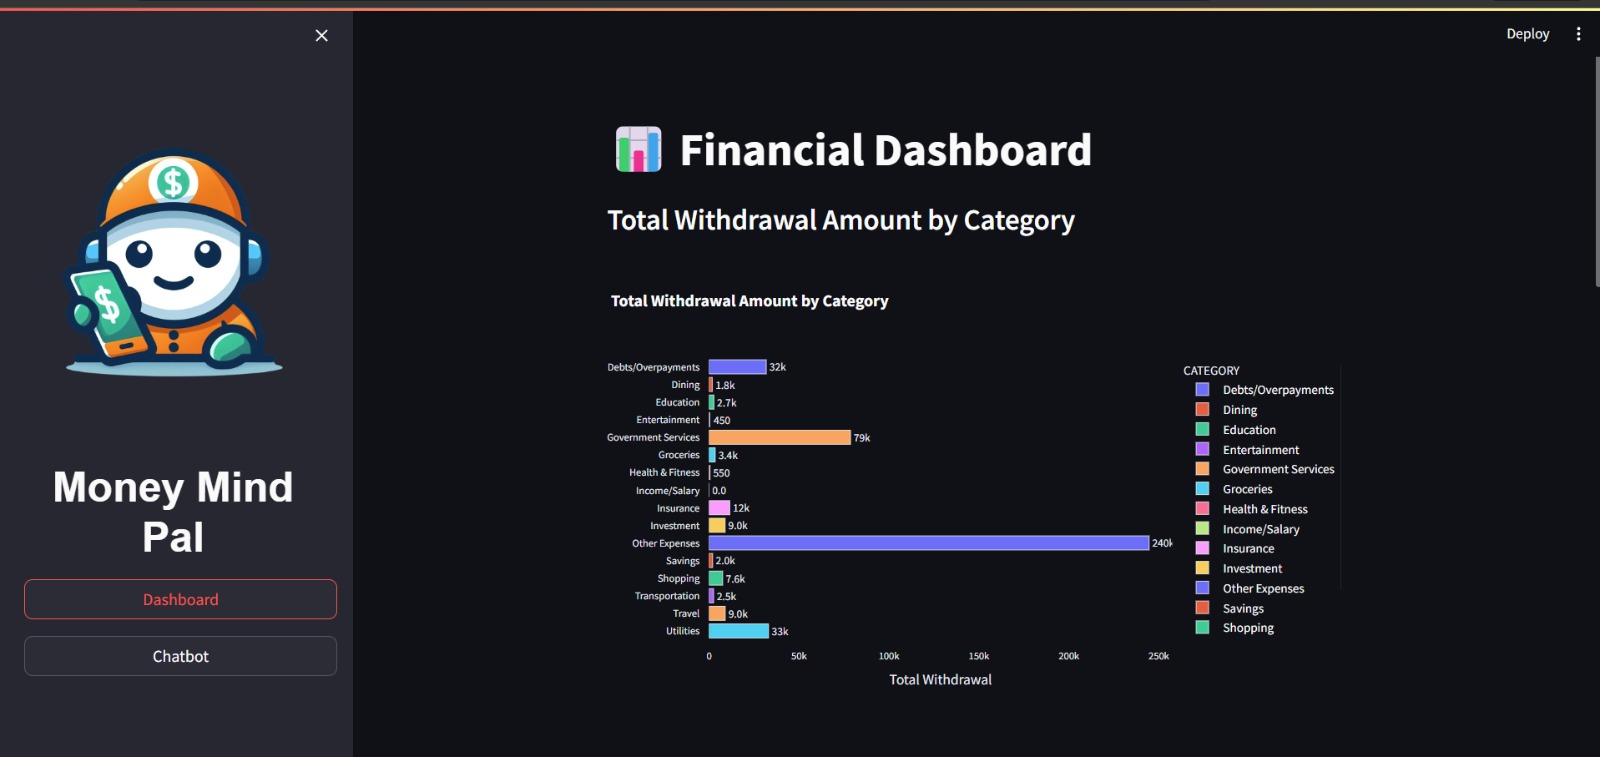 Deploy
$
$
Money Mind
Pal
Dashboard
Chatbot
Financial Dashboard
Total Withdrawal Amount by Category
Total Withdrawal Amount by Category
Debts/Overpayments 32k
Dining 1.8k
Education 2.7k
Entertainment 450
Government Services 79k
Groceries 3.4k
Health & Fitness 550
Income/Salary 0.0
Insurance 12k
Investment 9.0k
Other Expenses 240k
Savings 2.0k
Shopping 7.6k
Transportation 2.5k
Travel 9.0k
Utilities 33k
0 50k 100k 150k 200k 250k
Total Withdrawal
CATEGORY
Debts/Overpayments
Dining
Education
Entertainment
Government Services
Groceries
Health & Fitness
Income/Salary
Insurance
Investment
Other Expenses
Savings
Shopping